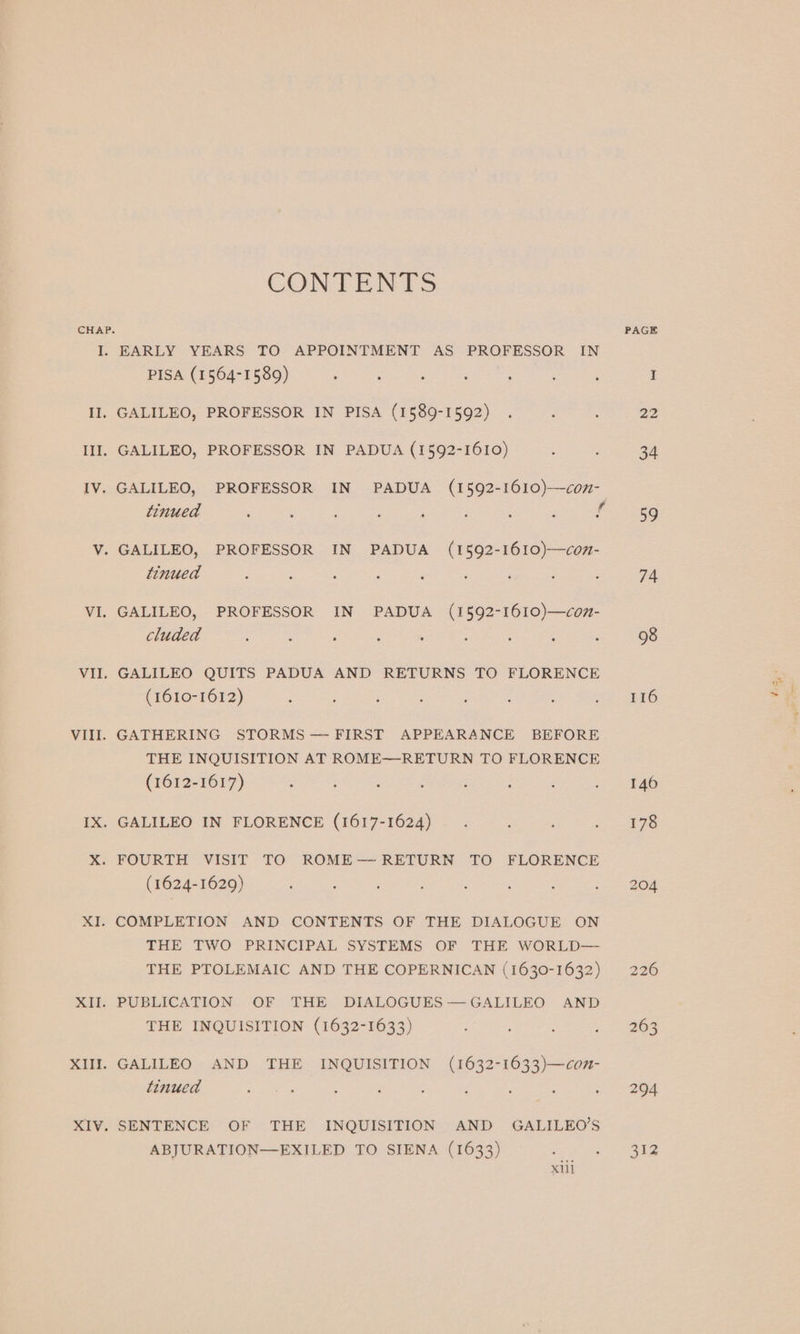 CONTENTS
CHAP. PAGE
I. EARLY YEARS TO APPOINTMENT AS PROFESSOR IN
PISA (1564-1589) . . . . . . . 1
II. GALILEO, PROFESSOR IN PISA (1589-1592) . . . 22
III. GALILEO, PROFESSOR IN PADUA (1592-1610) . . 34
IV. GALILEO, PROFESSOR IN PADUA (1592-1610)—con-
tinued . . . . . . . . . 59
V. GALILEO, PROFESSOR IN PADUA (1592-1610)—con-
tinued . . . . . . . . . 74
VI. GALILEO, PROFESSOR IN PADUA (1592-1610)—con-
cluded . . . . . . . . . 98
VII. GALILEO QUITS PADUA AND RETURNS TO FLORENCE
(1610-1612) . . . . . . . . 116
VIII. GATHERING STORMS—FIRST APPEARANCE BEFORE
THE INQUISITION AT ROME—RETURN TO FLORENCE
(1612-1617) . . . . . . . . 146
IX. GALILEO IN FLORENCE (1617-1624) . . . . 178
X. FOURTH VISIT TO ROME—RETURN TO FLORENCE
(1624-1629) . . . . . . . . 204
XI. COMPLETION AND CONTENTS OF THE DIALOGUE ON
THE TWO PRINCIPAL SYSTEMS OF THE WORLD—
THE PTOLEMAIC AND THE COPERNICAN (1630-1632) 226
XII. PUBLICATION OF THE DIALOGUES—GALILEO AND
THE INQUISITION (1632-1633) . . . . 263
XIII. GALILEO AND THE INQUISITION (1632-1633)—con-
tinued . . . . . . . . . 294
XIV. SENTENCE OF THE INQUISITION AND GALILEO'S
ABJURATION—EXILED TO SIENA (1633) . . 312
xiii